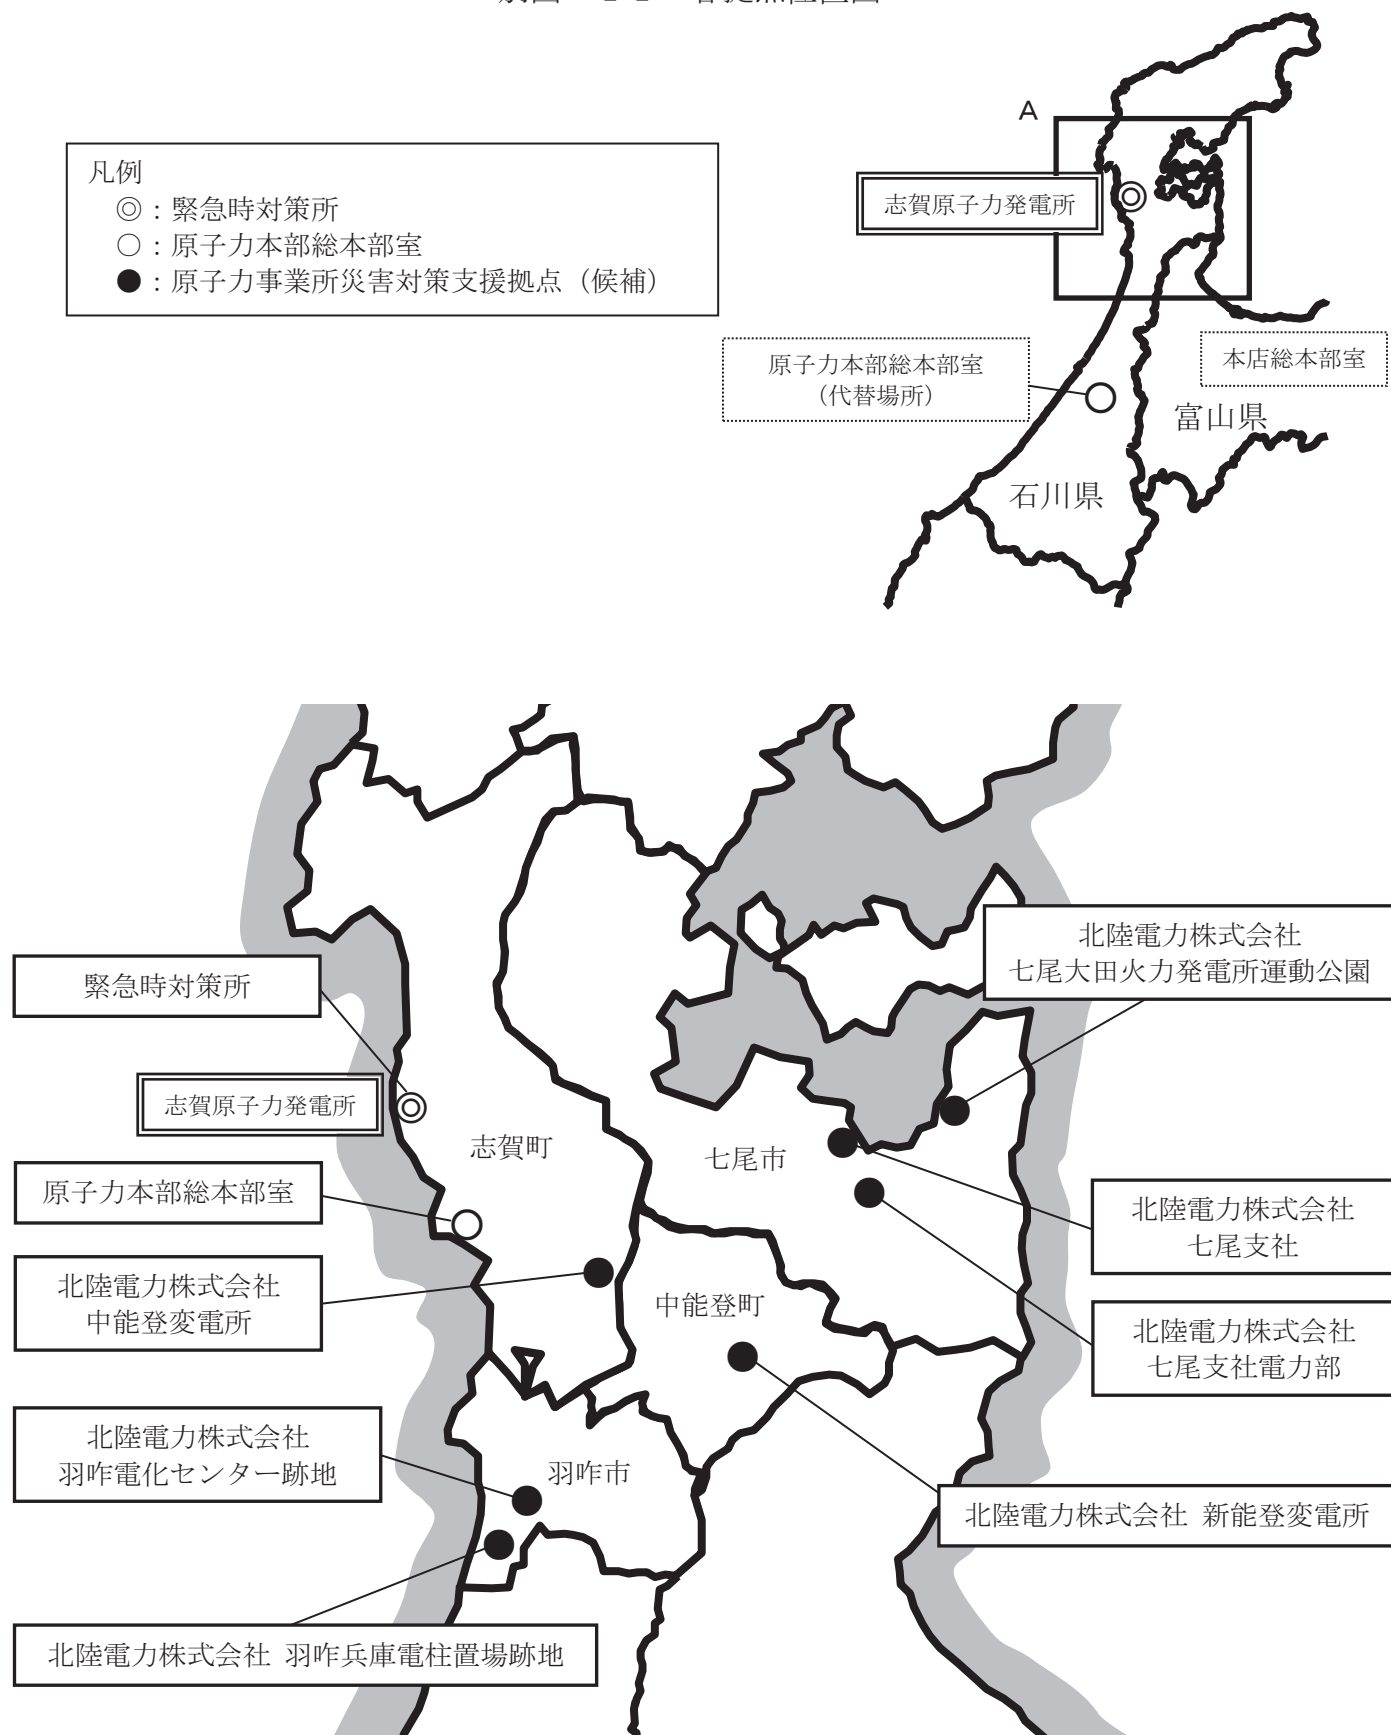 A
凡例
◎：緊急時対策所
○：原子力本部総本部室
●：原子力事業所災害対策支援拠点（候補）
志賀原子力発電所
原子力本部総本部室
（代替場所）
本店総本部室
富山県
石川県
北陸電力株式会社
七尾大田火力発電所運動公園
緊急時対策所
志賀原子力発電所
志賀町
七尾市
原子力本部総本部室
北陸電力株式会社
七尾支社
北陸電力株式会社
中能登変電所
中能登町
北陸電力株式会社
七尾支社電力部
北陸電力株式会社
羽咋電化センター跡地
羽咋市
北陸電力株式会社 新能登変電所
北陸電力株式会社 羽咋兵庫電柱置場跡地